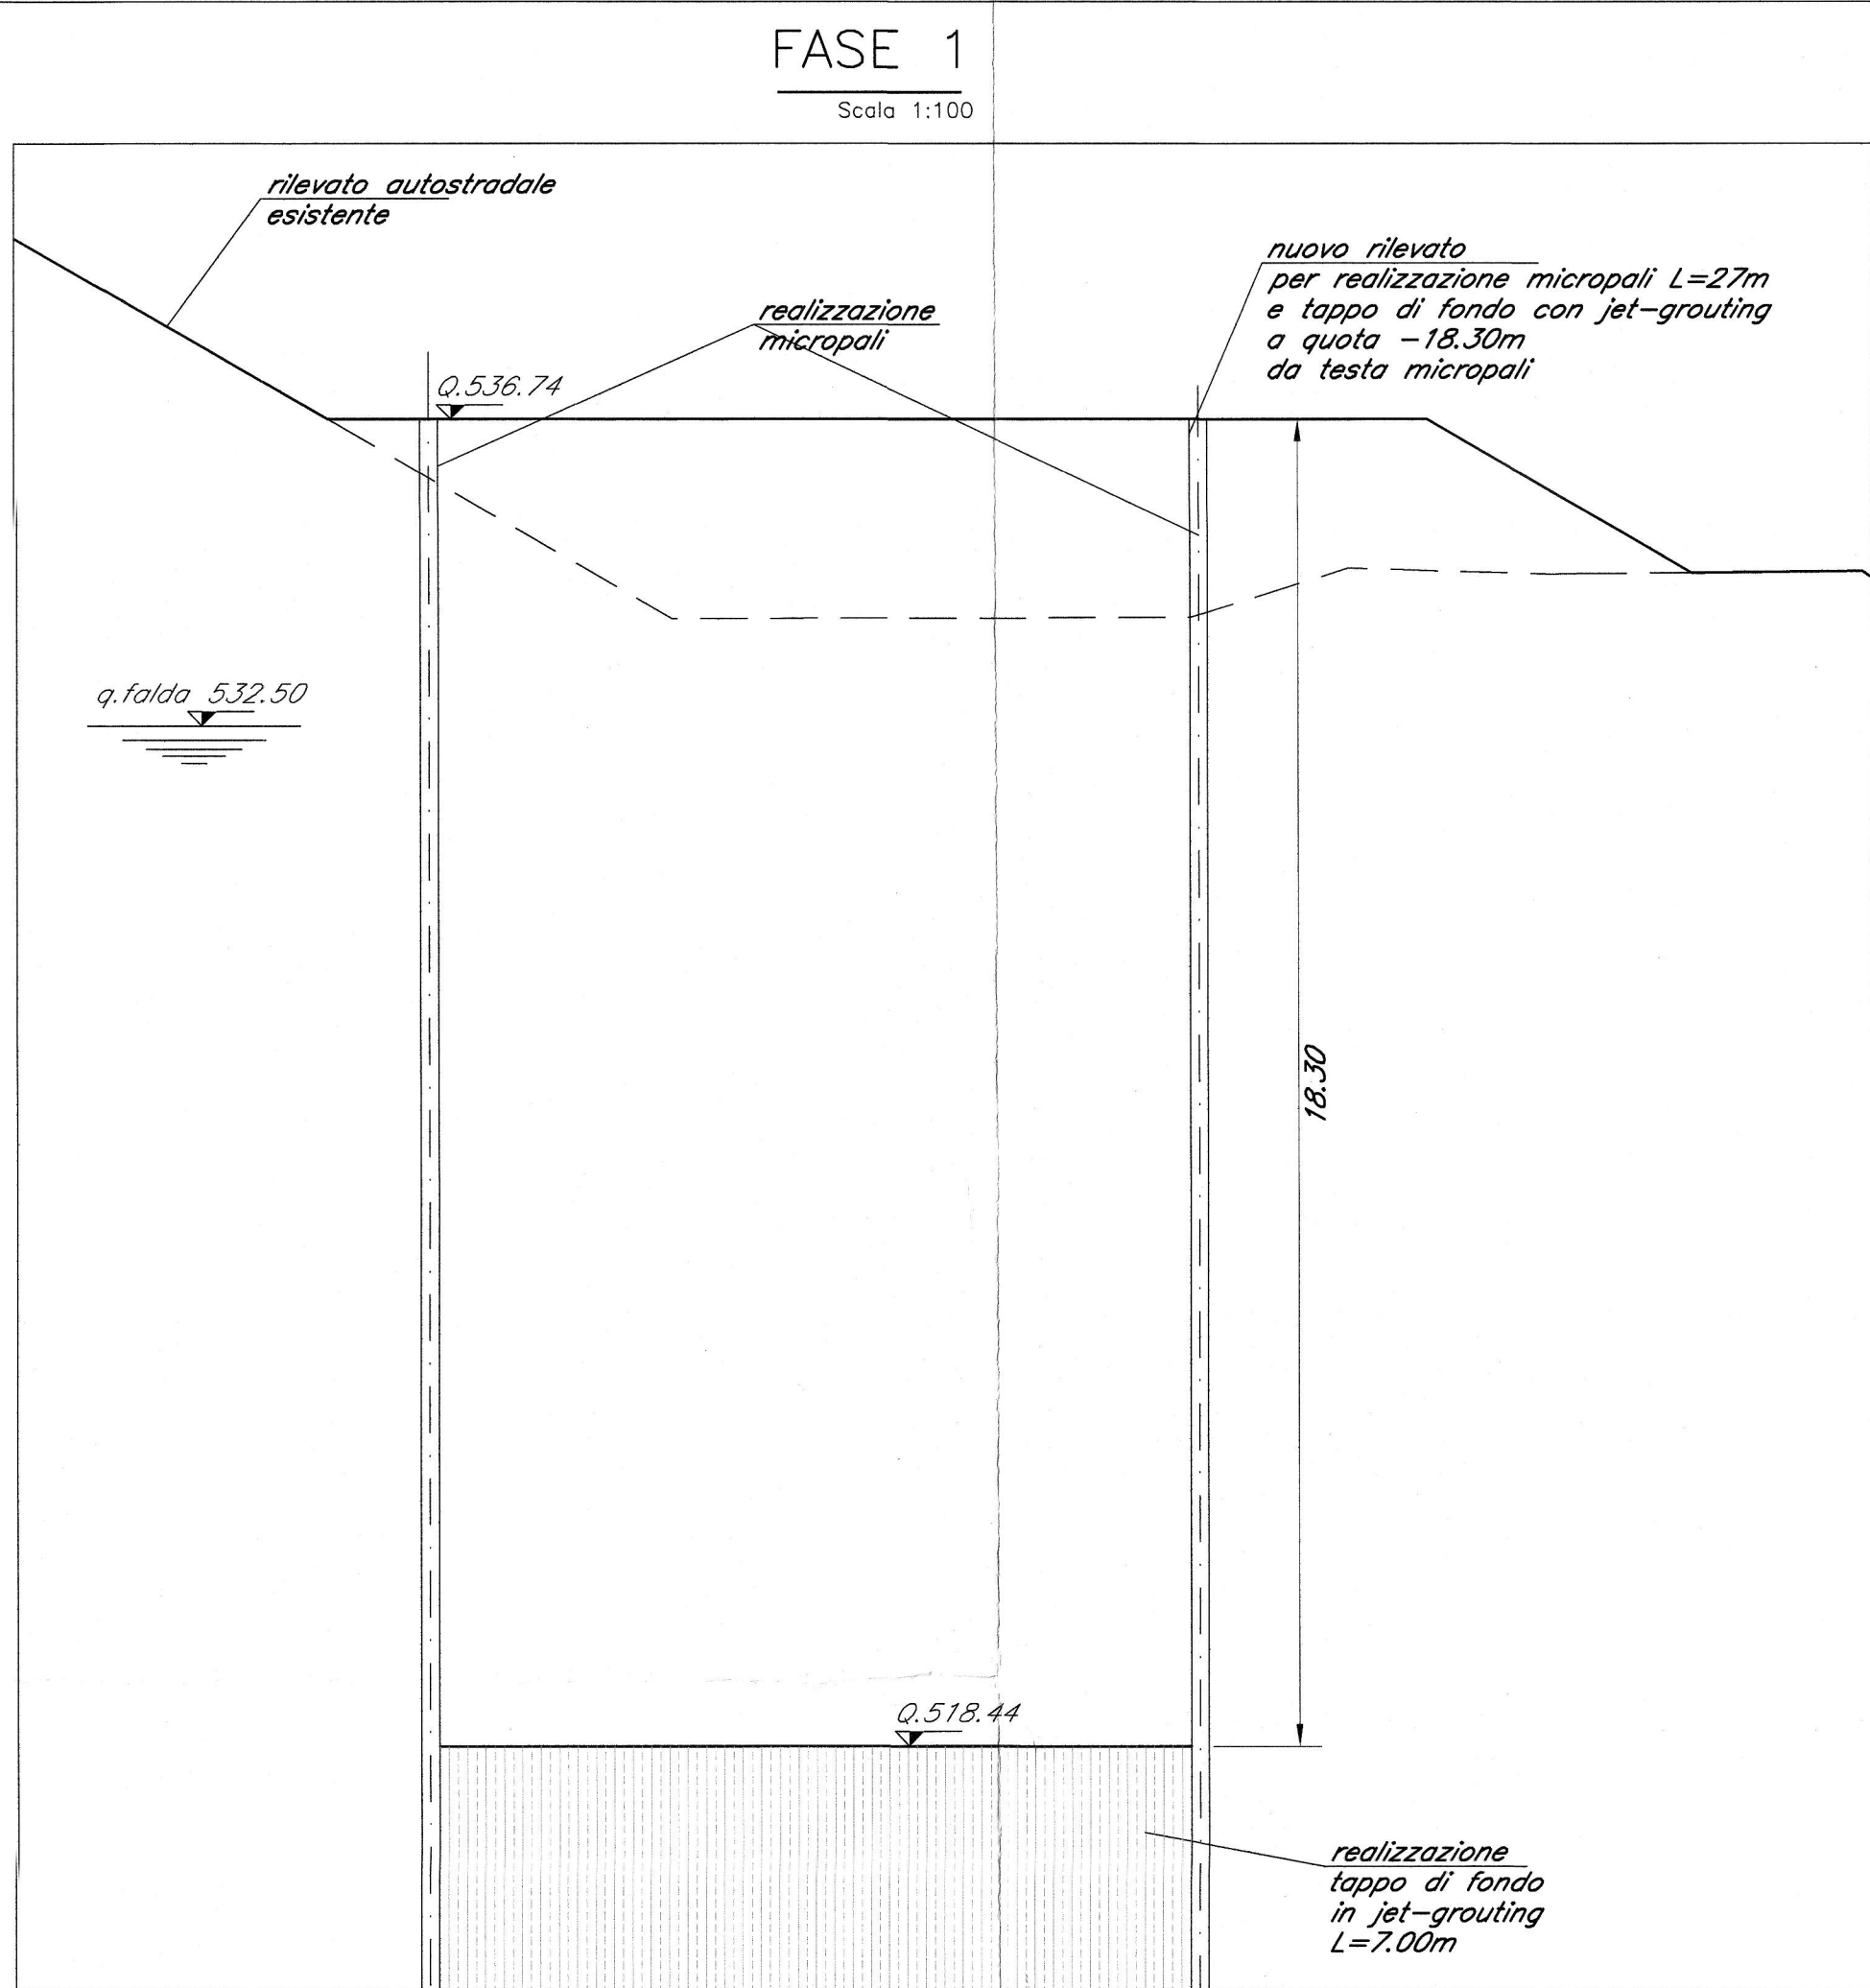 FASE 1
Scala 1:100
rilevato autostradale
esistente
nuovo rilevato
per realizzazione micropali L=27m
e tappo di fondo con jet-grouting
a quota -18.30m
da testa micropali
realizzazione
micropali
Q.536.74
q.falda 532.50
18.30
Q.518.44
realizzazione
tappo di fondo
in jet-grouting
L=7.00m